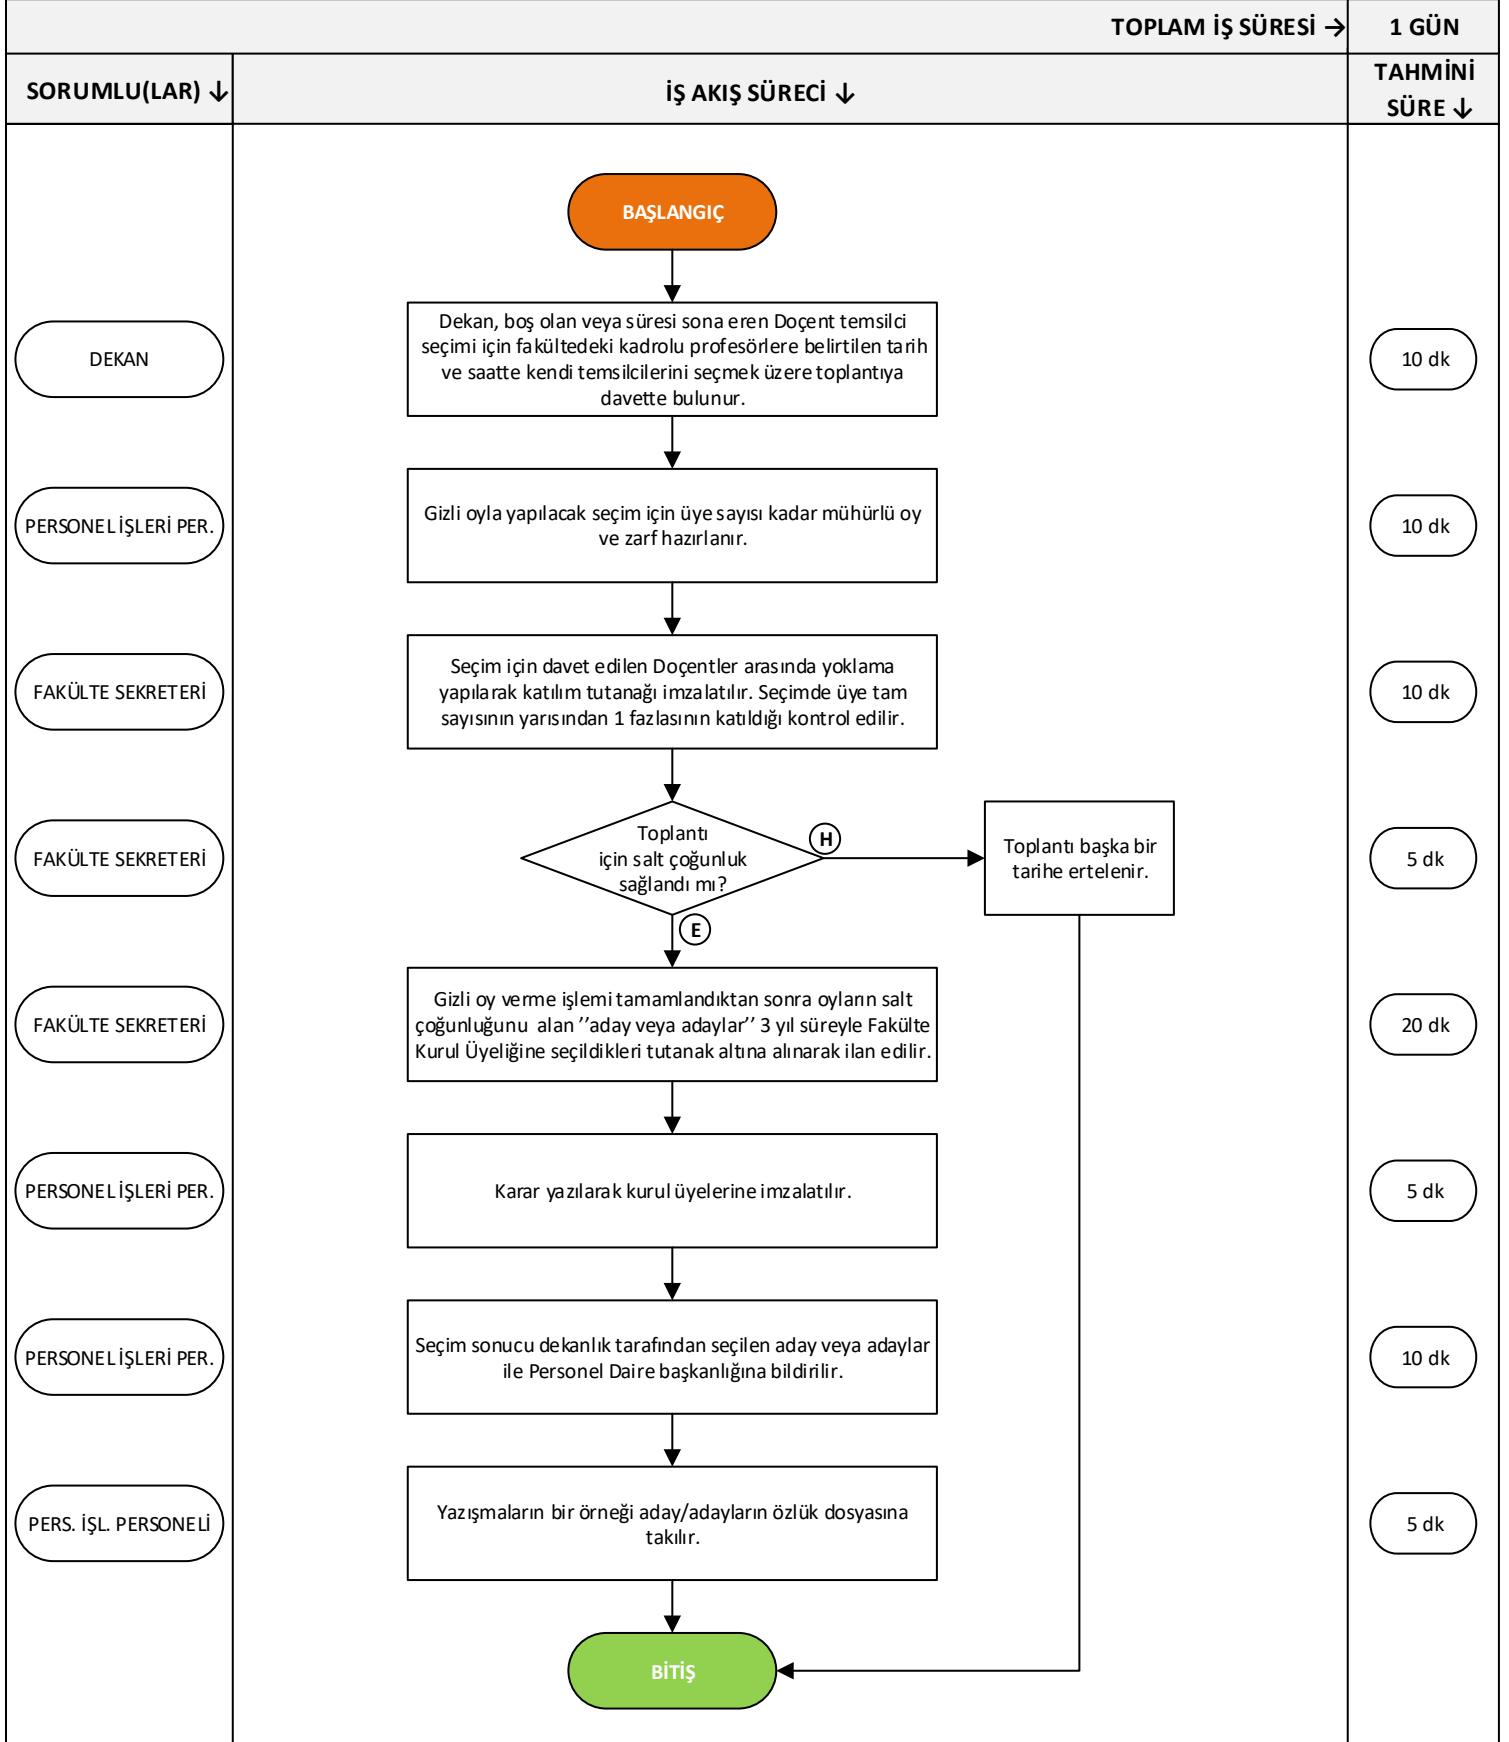 TOPLAM İŞ SÜRESİ → 1 GÜN
SORUMLU(LAR) ↓
İŞ AKIŞ SÜRECİ ↓
TAHMİNİ
SÜRE ↓
BAŞLANGIÇ
DEKAN
Dekan, boş olan veya süresi sona eren Doçent temsilci
seçimi için fakültedeki kadrolu profesörlere belirtilen tarih
ve saatte kendi temsilcilerini seçmek üzere toplantıya
davette bulunur.
10 dk
PERSONEL İŞLERİ PER.
Gizli oyla yapılacak seçim için üye sayısı kadar mühürlü oy
ve zarf hazırlanır.
10 dk
FAKÜLTE SEKRETERİ
Seçim için davet edilen Doçentler arasında yoklama
yapılarak katılım tutanağı imzalatılır. Seçimde üye tam
sayısının yarısından 1 fazlasının katıldığı kontrol edilir.
10 dk
FAKÜLTE SEKRETERİ
Toplantı
için salt çoğunluk
sağlandı mı?
H
Toplantı başka bir
tarihe ertelenir.
5 dk
E
FAKÜLTE SEKRETERİ
Gizli oy verme işlemi tamamlandıktan sonra oyların salt
çoğunluğunu alan ’’aday veya adaylar’’ 3 yıl süreyle Fakülte
Kurul Üyeliğine seçildikleri tutanak altına alınarak ilan edilir.
20 dk
PERSONEL İŞLERİ PER.
Karar yazılarak kurul üyelerine imzalatılır.
5 dk
PERSONEL İŞLERİ PER.
Seçim sonucu dekanlık tarafından seçilen aday veya adaylar
ile Personel Daire başkanlığına bildirilir.
10 dk
PERS. İŞL. PERSONELİ
Yazışmaların bir örneği aday/adayların özlük dosyasına
takılır.
5 dk
BİTİŞ